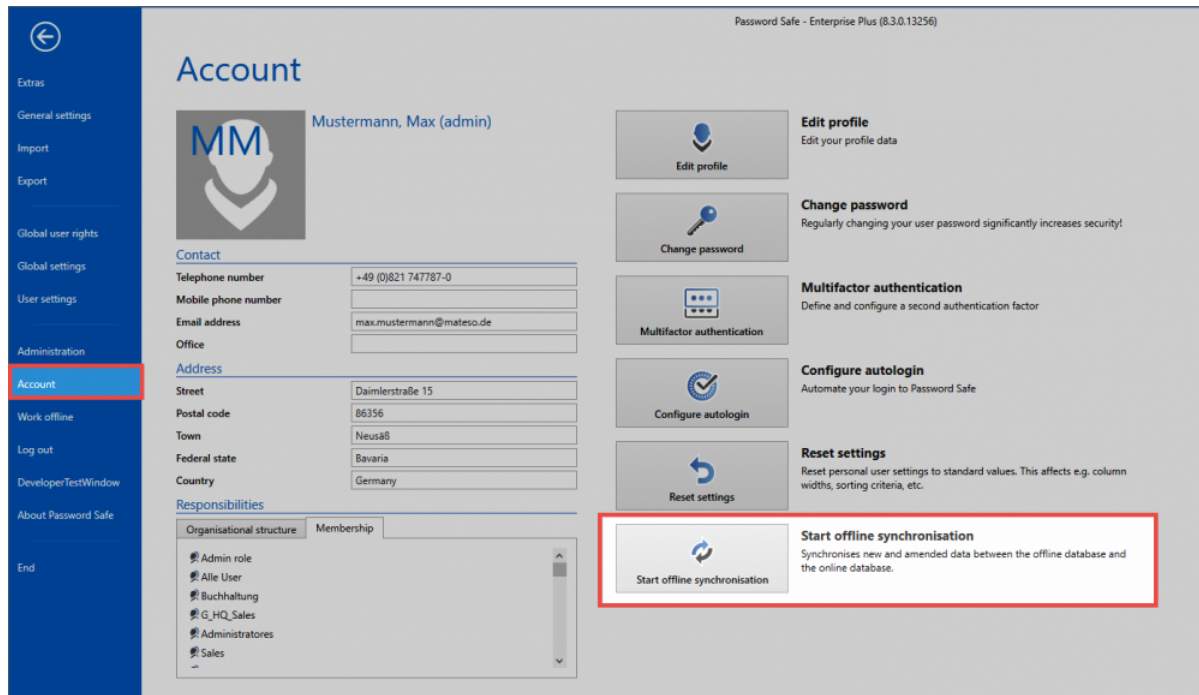 Password Safe - Enterprise Plus (8.3.0.13256)
Extras
General settings
Import
Export
Global user rights
Global settings
User settings
Administration
Account
Work offline
Log out
DeveloperTestWindow
About Password Safe
End
Account
MM
Mustermann, Max (admin)
Contact
Telephone number +49 (0)821 747787-0
Mobile phone number
Email address max.mustermann@mateso.de
Office
Address
Street Daimlerstraße 15
Postal code 86356
Town Neusäß
Federal state Bavaria
Country Germany
Responsibilities
Organisational structure Membership
Admin role
Alle User
Buchhaltung
G_HQ_Sales
Administratores
Sales
Edit profile
Edit profile
Edit your profile data
Change password
Change password
Regularly changing your user password significantly increases security!
Multifactor authentication
Multifactor authentication
Define and configure a second authentication factor
Configure autologin
Configure autologin
Automate your login to Password Safe
Reset settings
Reset settings
Reset personal user settings to standard values. This affects e.g. column
widths, sorting criteria, etc.
Start offline synchronisation
Start offline synchronisation
Synchronises new and amended data between the offline database and
the online database.